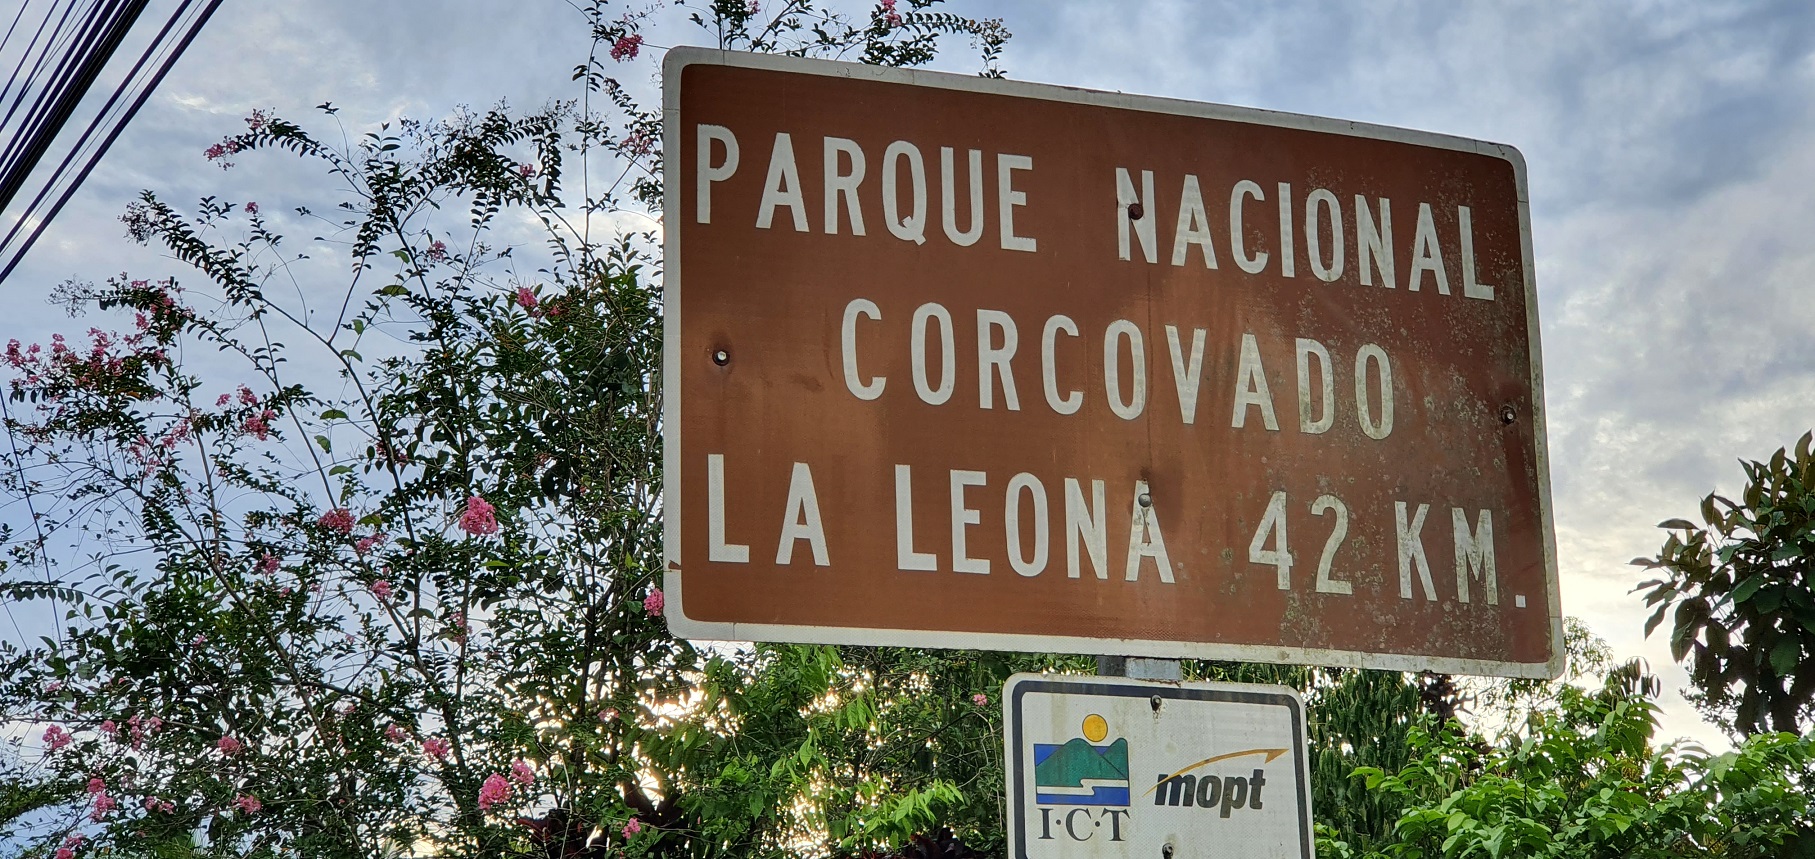 PARQUE NACIONAL
CORCOVADO
LA LEONA 42 KM.
I·C·T mopt